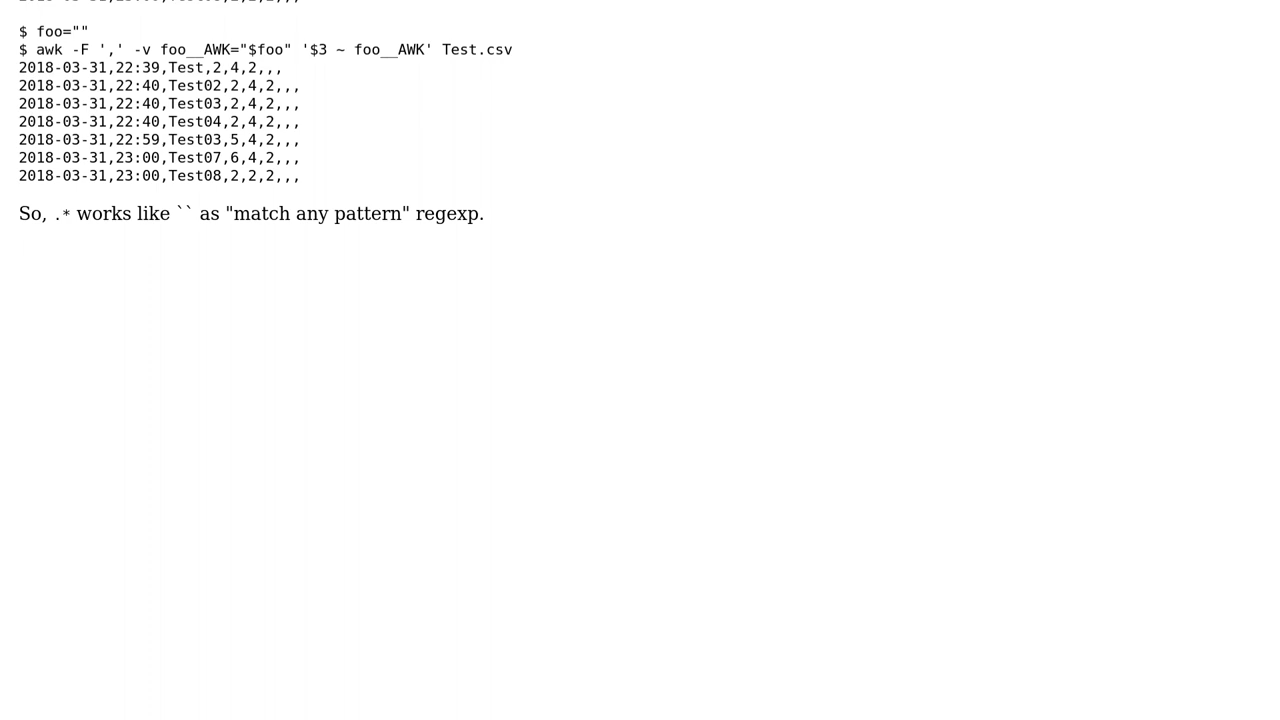 $ foo=""
$ awk -F ',' -v foo__AWK="$foo" '$3 ~ foo__AWK' Test.csv
2018-03-31,22:39,Test,2,4,2,,,
2018-03-31,22:40,Test02,2,4,2,,,
2018-03-31,22:40,Test03,2,4,2,,,
2018-03-31,22:40,Test04,2,4,2,,,
2018-03-31,22:59,Test03,5,4,2,,,
2018-03-31,23:00,Test07,6,4,2,,,
2018-03-31,23:00,Test08,2,2,2,,,
So, .* works like `` as "match any pattern" regexp.